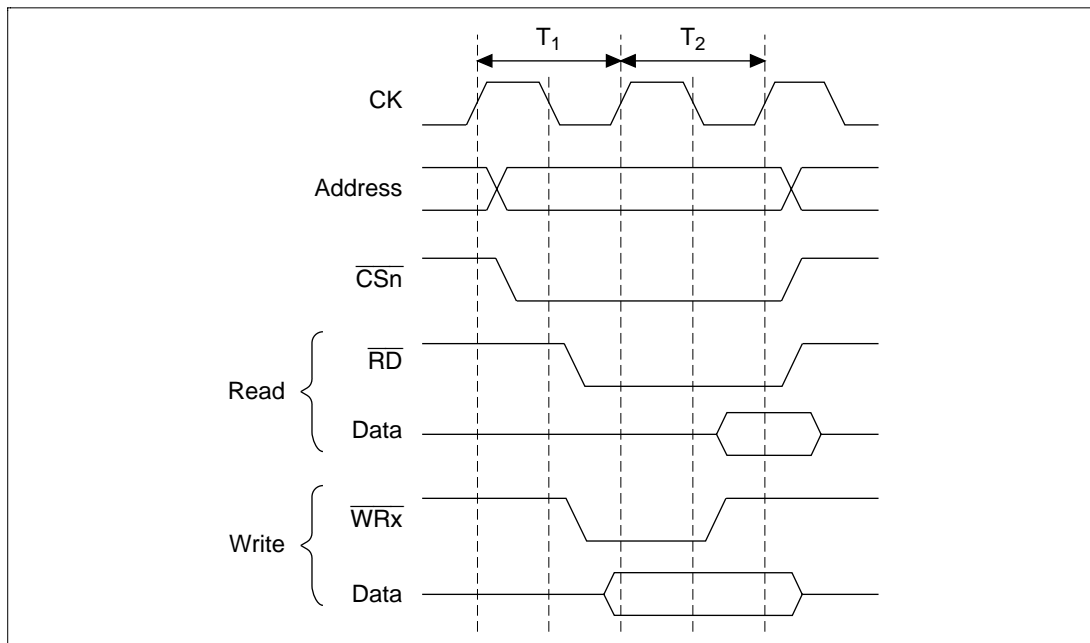 T1 T2
CK
Address
CSn
RD
Read
Data
WRx
Write
Data